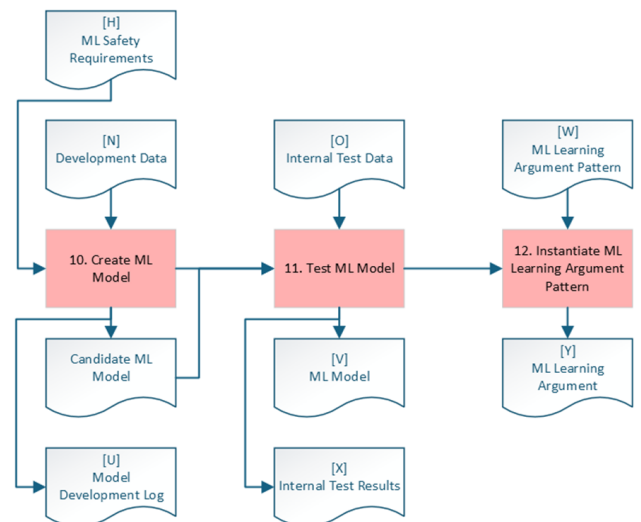 [H]
ML Safety
Requirements
[N]
Development Data
[O]
Internal Test Data
[W]
ML Learning
Argument Pattern
10. Create ML
Model
11. Test ML Model
12. Instantiate ML
Learning Argument
Pattern
Candidate ML
Model
[V]
ML Model
[Y]
ML Learning
Argument
[U]
Model
Development Log
[X]
Internal Test Results